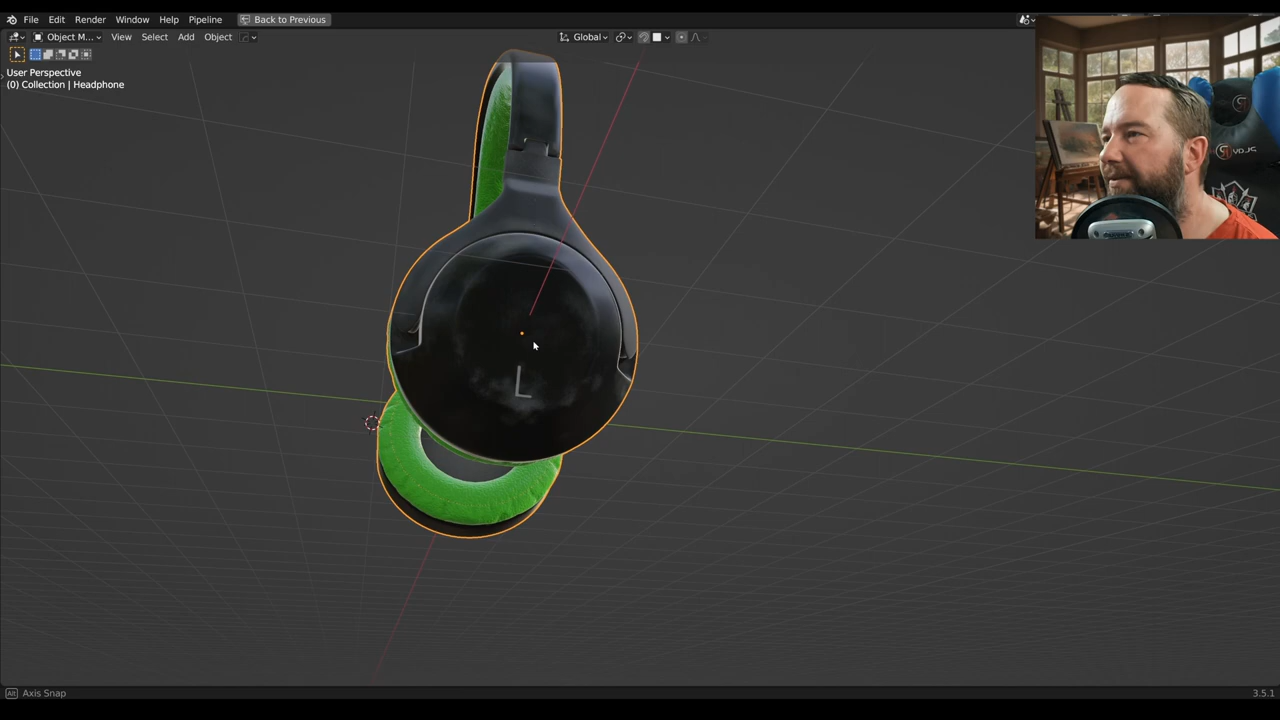 File Edit Render Window Help Pipeline Back to Previous
Object M... View Select Add Object Global
User Perspective
(0) Collection | Headphone
L
Alt Axis Snap 3.5.1